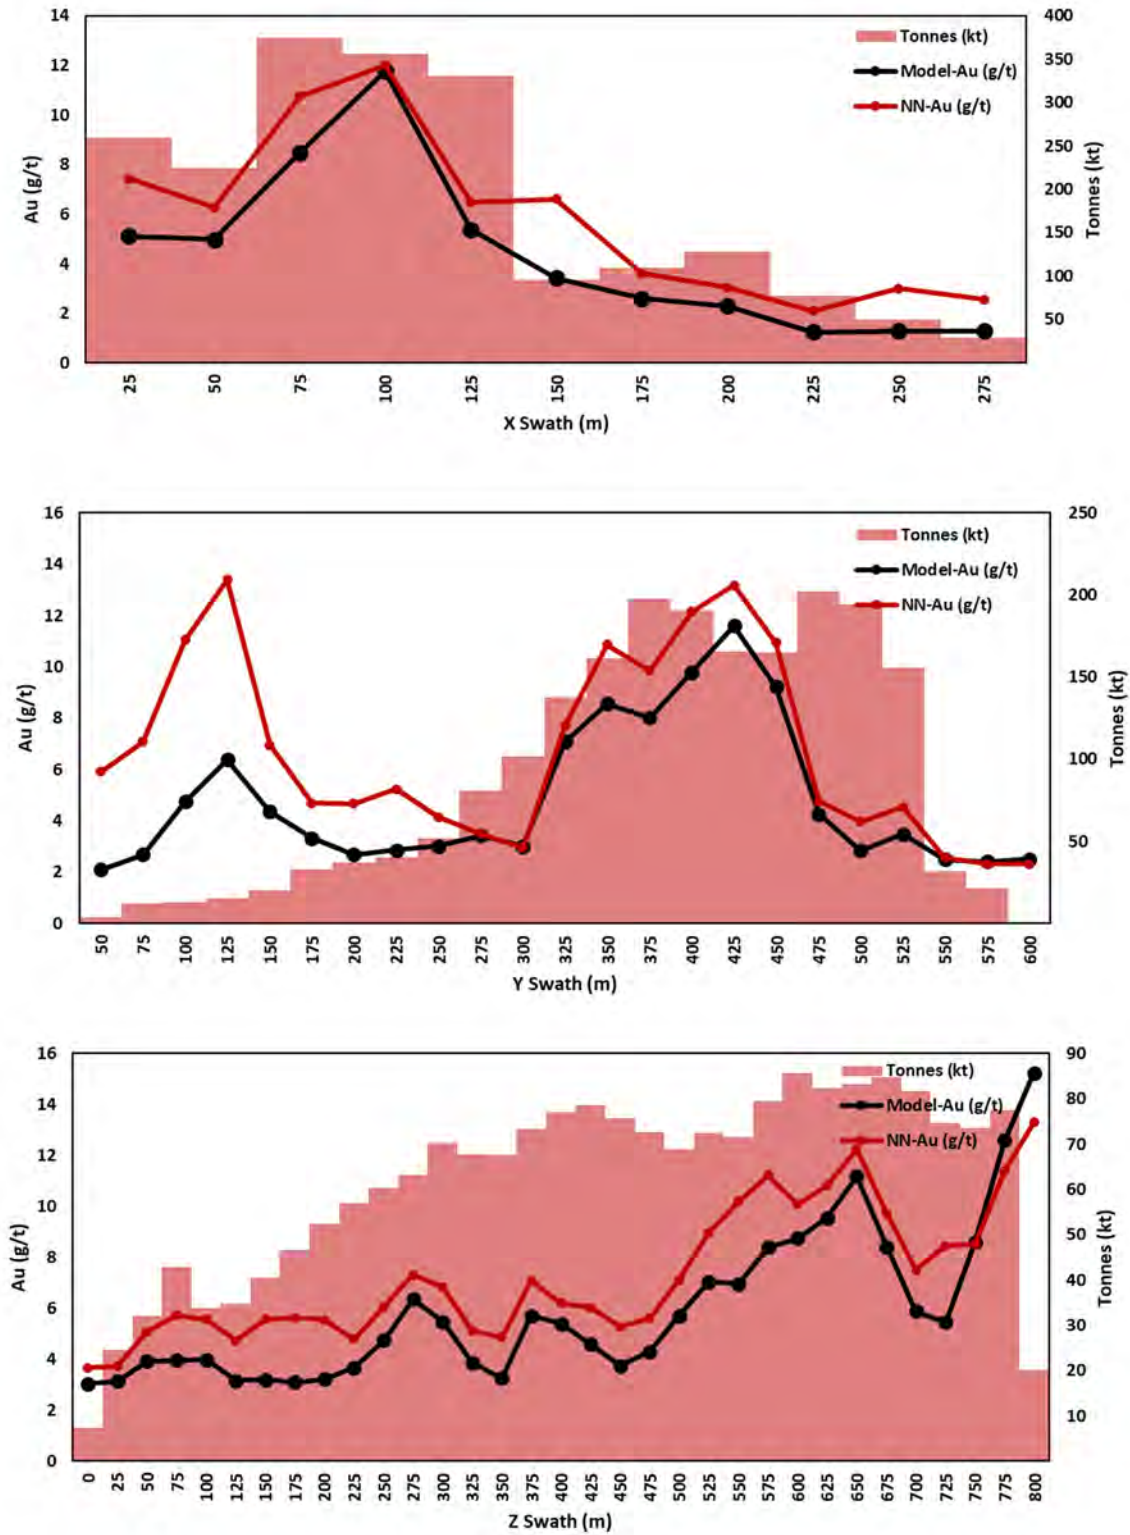 14
12
10
8
6
4
2
0
Au (g/t)
400
350
300
250
200
150
100
50
Tonnes (kt)
Tonnes (kt)
Model-Au (g/t)
NN-Au (g/t)
25 50 75 100 125 150 175 200 225 250 275
X Swath (m)
16
14
12
10
8
6
4
2
0
Au (g/t)
250
200
150
100
50
Tonnes (kt)
Tonnes (kt)
Model-Au (g/t)
NN-Au (g/t)
50 75 100 125 150 175 200 225 250 275 300 325 350 375 400 425 450 475 500 525 550 575 600
Y Swath (m)
16
14
12
10
8
6
4
2
0
Au (g/t)
90
80
70
60
50
40
30
20
10
Tonnes (kt)
Tonnes (kt)
Model-Au (g/t)
NN-Au (g/t)
0 25 50 75 100 125 150 175 200 225 250 275 300 325 350 375 400 425 450 475 500 525 550 575 600 625 650 675 700 725 750 775 800
Z Swath (m)